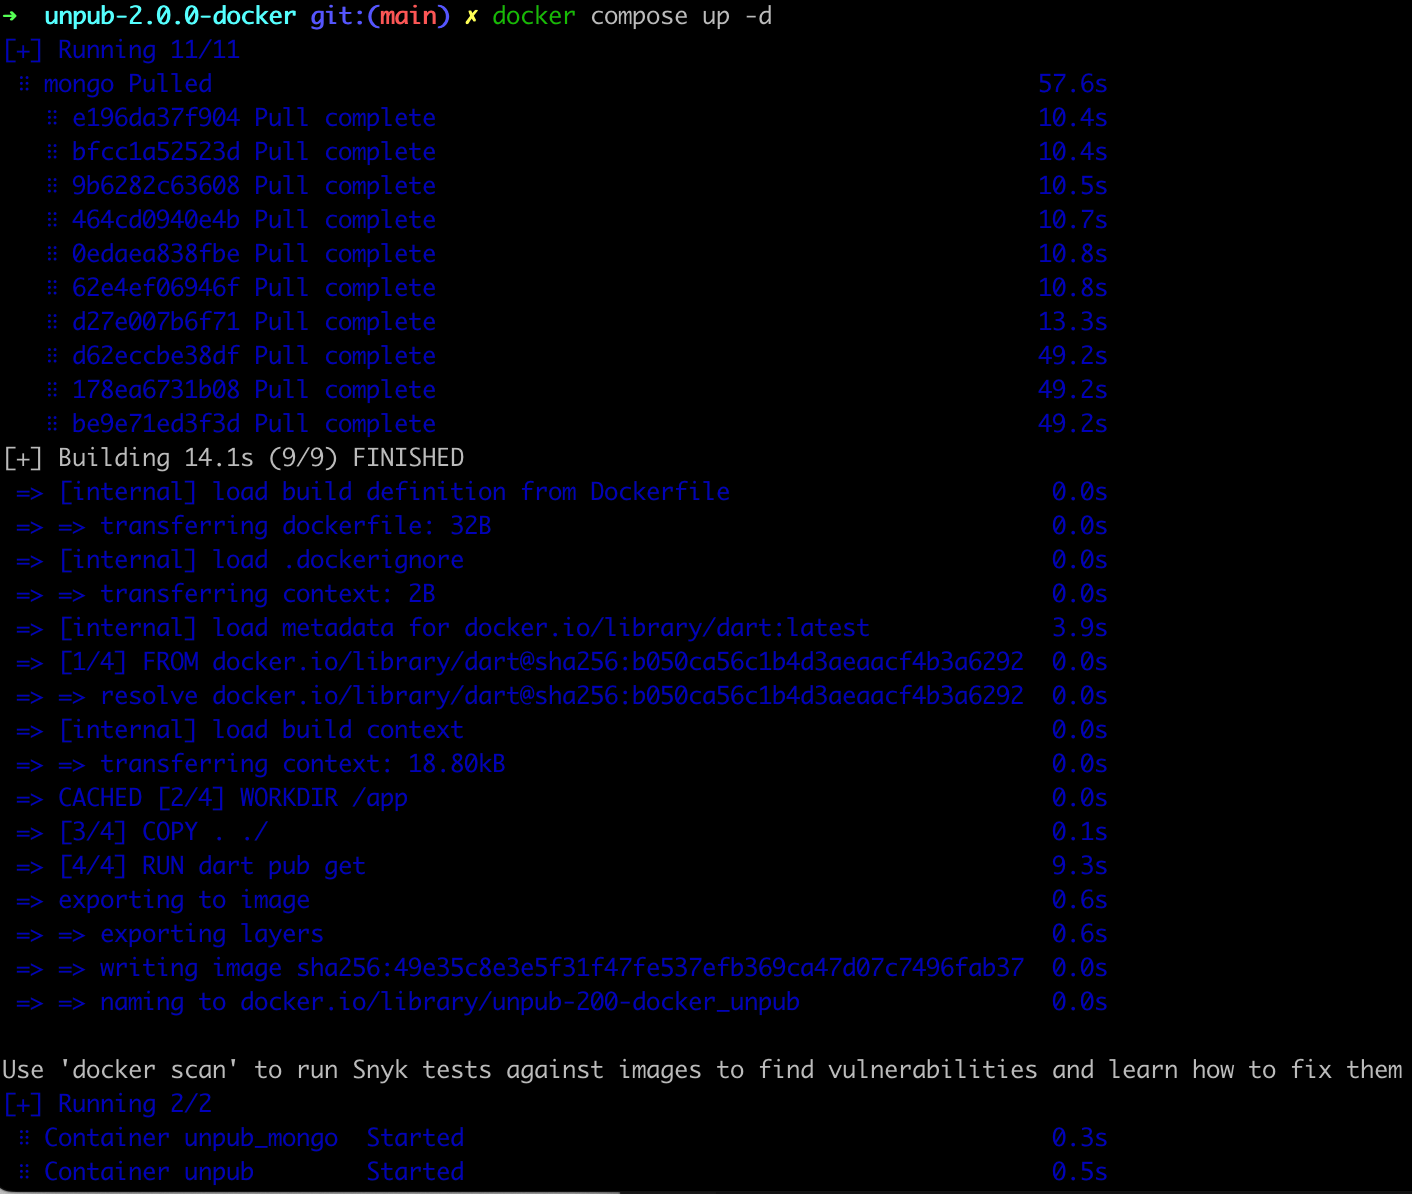 → unpub-2.0.0-docker git:(main) ✗ docker compose up -d
[+] Running 11/11
⠿ mongo Pulled 57.6s
⠿ e196da37f904 Pull complete 10.4s
⠿ bfcc1a52523d Pull complete 10.4s
⠿ 9b6282c63608 Pull complete 10.5s
⠿ 464cd0940e4b Pull complete 10.7s
⠿ 0edaea838fbe Pull complete 10.8s
⠿ 62e4ef06946f Pull complete 10.8s
⠿ d27e007b6f71 Pull complete 13.3s
⠿ d62eccbe38df Pull complete 49.2s
⠿ 178ea6731b08 Pull complete 49.2s
⠿ be9e71ed3f3d Pull complete 49.2s
[+] Building 14.1s (9/9) FINISHED
=> [internal] load build definition from Dockerfile 0.0s
=> => transferring dockerfile: 32B 0.0s
=> [internal] load .dockerignore 0.0s
=> => transferring context: 2B 0.0s
=> [internal] load metadata for docker.io/library/dart:latest 3.9s
=> [1/4] FROM docker.io/library/dart@sha256:b050ca56c1b4d3aeaacf4b3a6292 0.0s
=> => resolve docker.io/library/dart@sha256:b050ca56c1b4d3aeaacf4b3a6292 0.0s
=> [internal] load build context 0.0s
=> => transferring context: 18.80kB 0.0s
=> CACHED [2/4] WORKDIR /app 0.0s
=> [3/4] COPY . ./ 0.1s
=> [4/4] RUN dart pub get 9.3s
=> exporting to image 0.6s
=> => exporting layers 0.6s
=> => writing image sha256:49e35c8e3e5f31f47fe537efb369ca47d07c7496fab37 0.0s
=> => naming to docker.io/library/unpub-200-docker_unpub 0.0s
Use 'docker scan' to run Snyk tests against images to find vulnerabilities and learn how to fix them
[+] Running 2/2
⠿ Container unpub_mongo Started 0.3s
⠿ Container unpub Started 0.5s